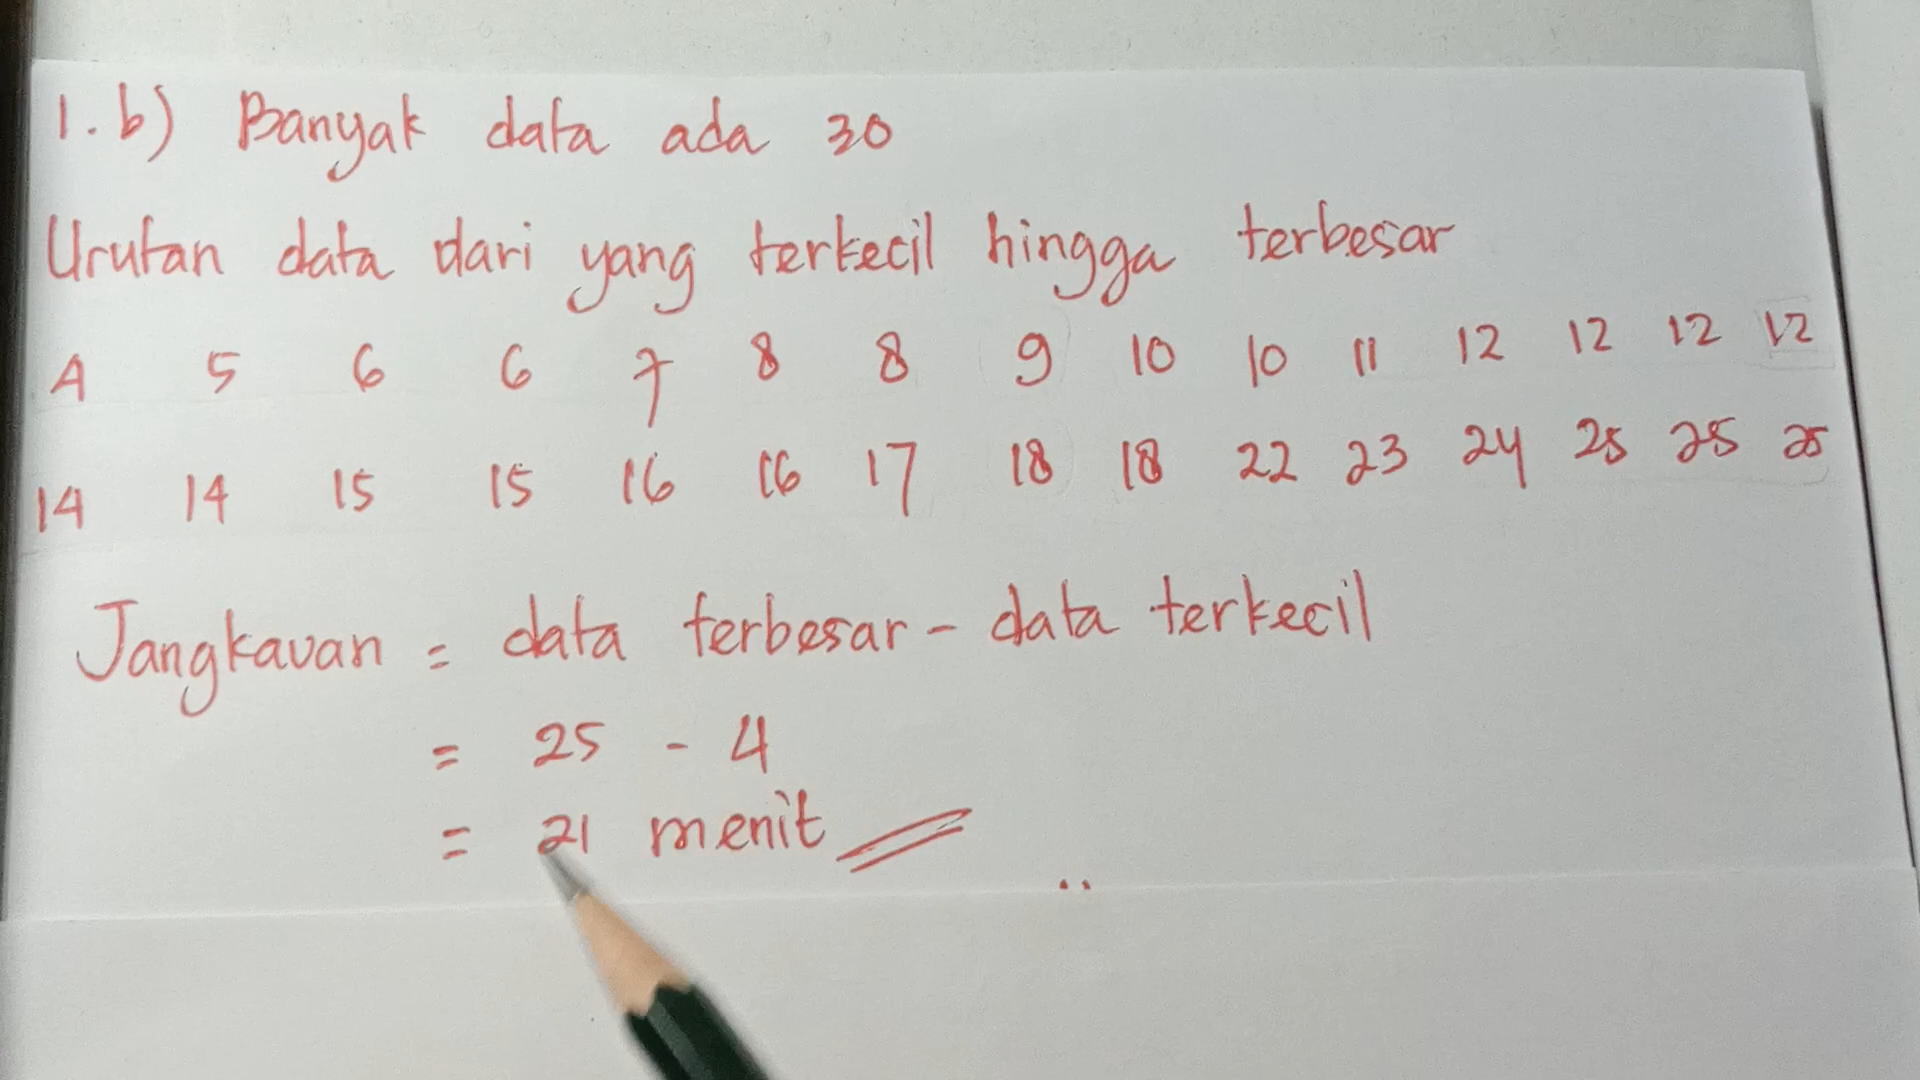 1.b) Banyak data ada 30
Urutan data dari yang terkecil hingga terbesar
4 5 6 6 7 8 8 9 10 10 11 12 12 12 12
14 14 15 15 16 16 17 18 18 22 23 24 25 25 25
Jangkauan = data terbesar - data terkecil
= 25 - 4
= 21 menit